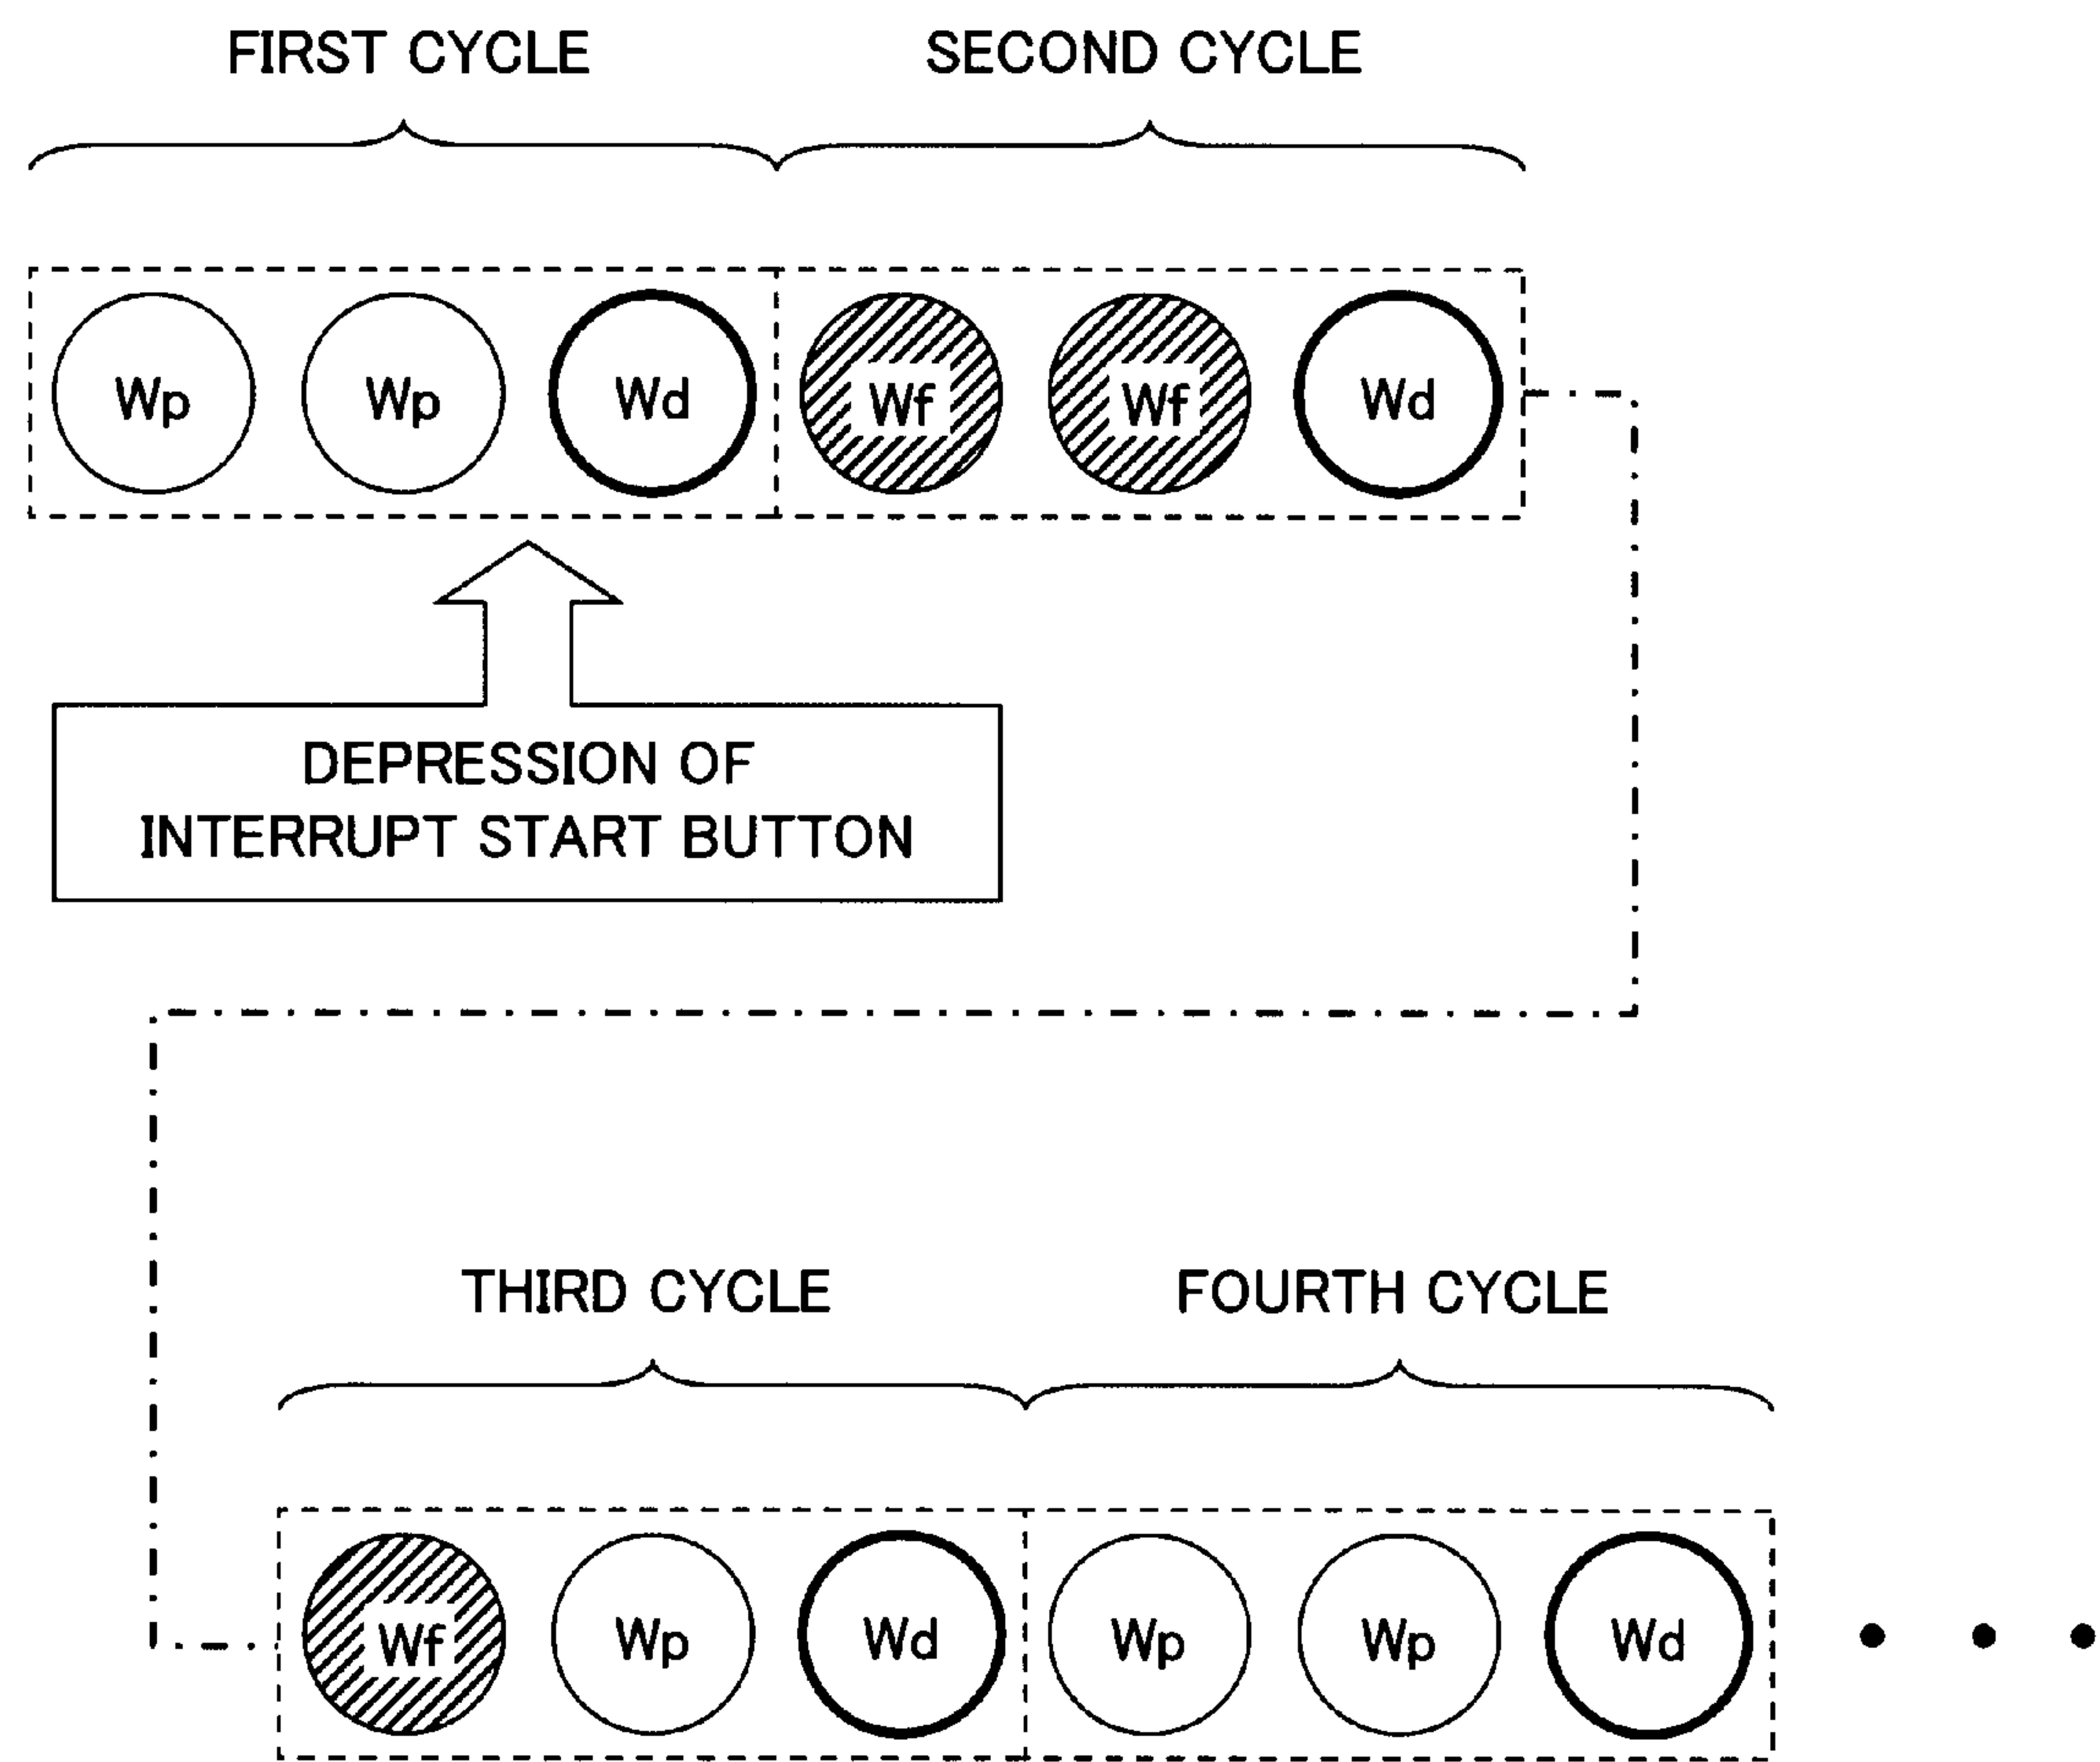 FIRST CYCLE SECOND CYCLE
Wp Wp Wd Wf Wf Wd
DEPRESSION OF
INTERRUPT START BUTTON
THIRD CYCLE FOURTH CYCLE
Wf Wp Wd Wp Wp Wd